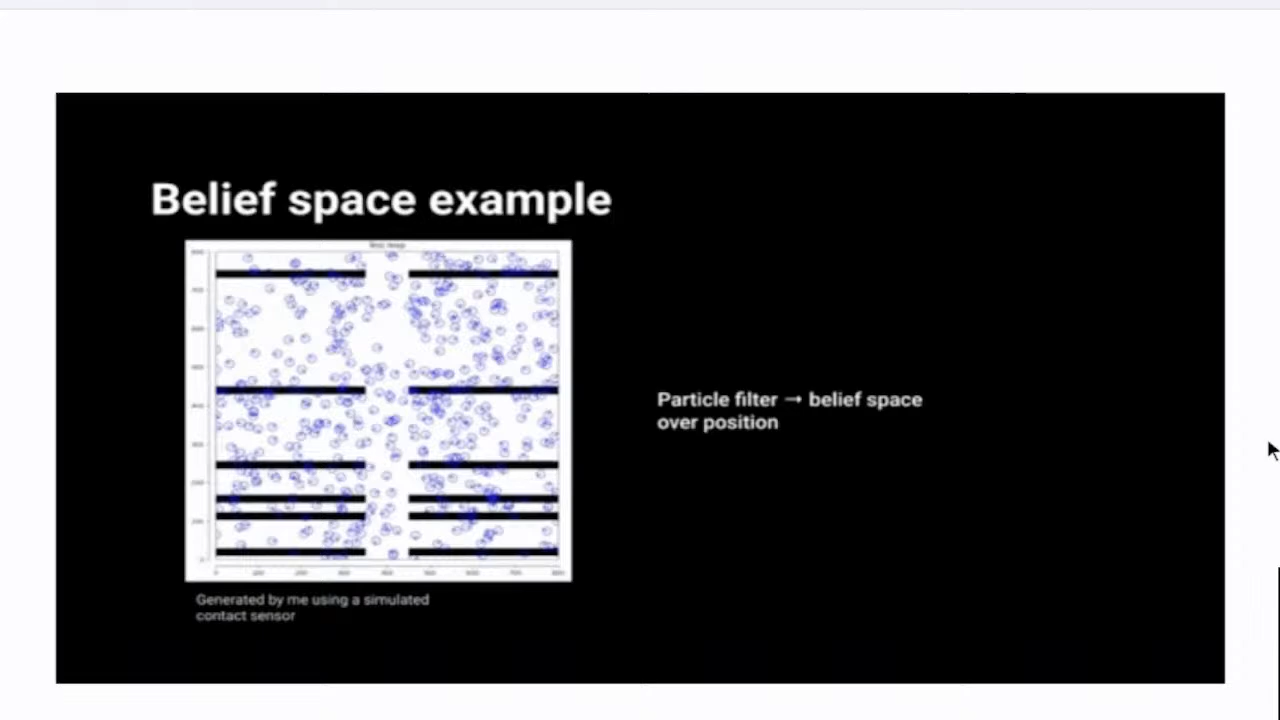 Belief space example
Particle filter → belief space
over position
Generated by me using a simulated
contact sensor